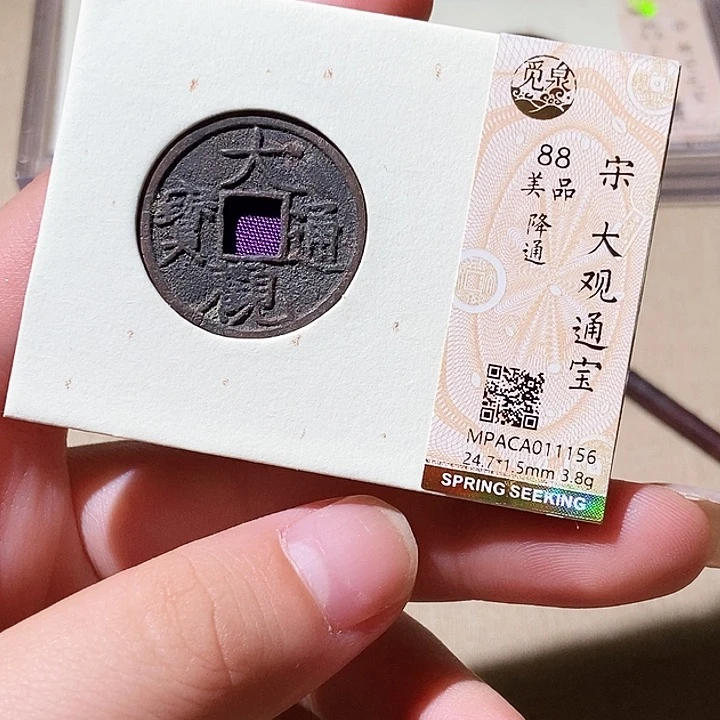 大
觀
通
寶
觅泉
88
美品
降通
宋 大观通宝
MPACA011156
24.7*1.5mm 3.8g
SPRING SEEKING